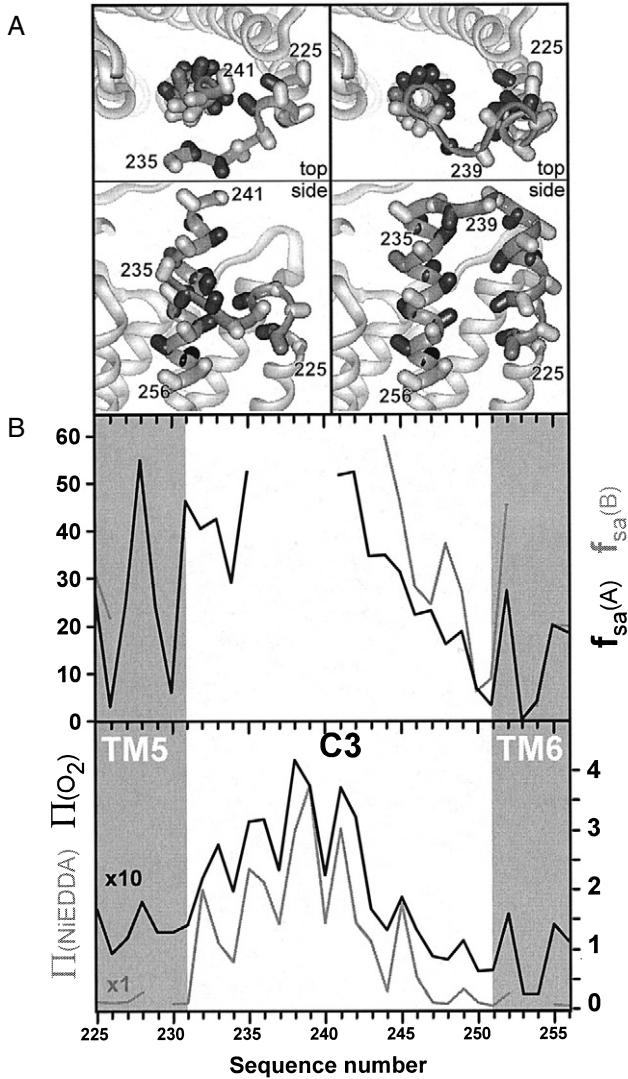 A
225
241
235
top
225
239
top
side
241
235
225
256
side
235
239
225
256
B
60
50
40
30
20
10
0
fsa(A) fsa(B)
TM5 C3 TM6
Π(NiEDDA) Π(O2)
x10
x1
4
3
2
1
0
225 230 235 240 245 250 255
Sequence number